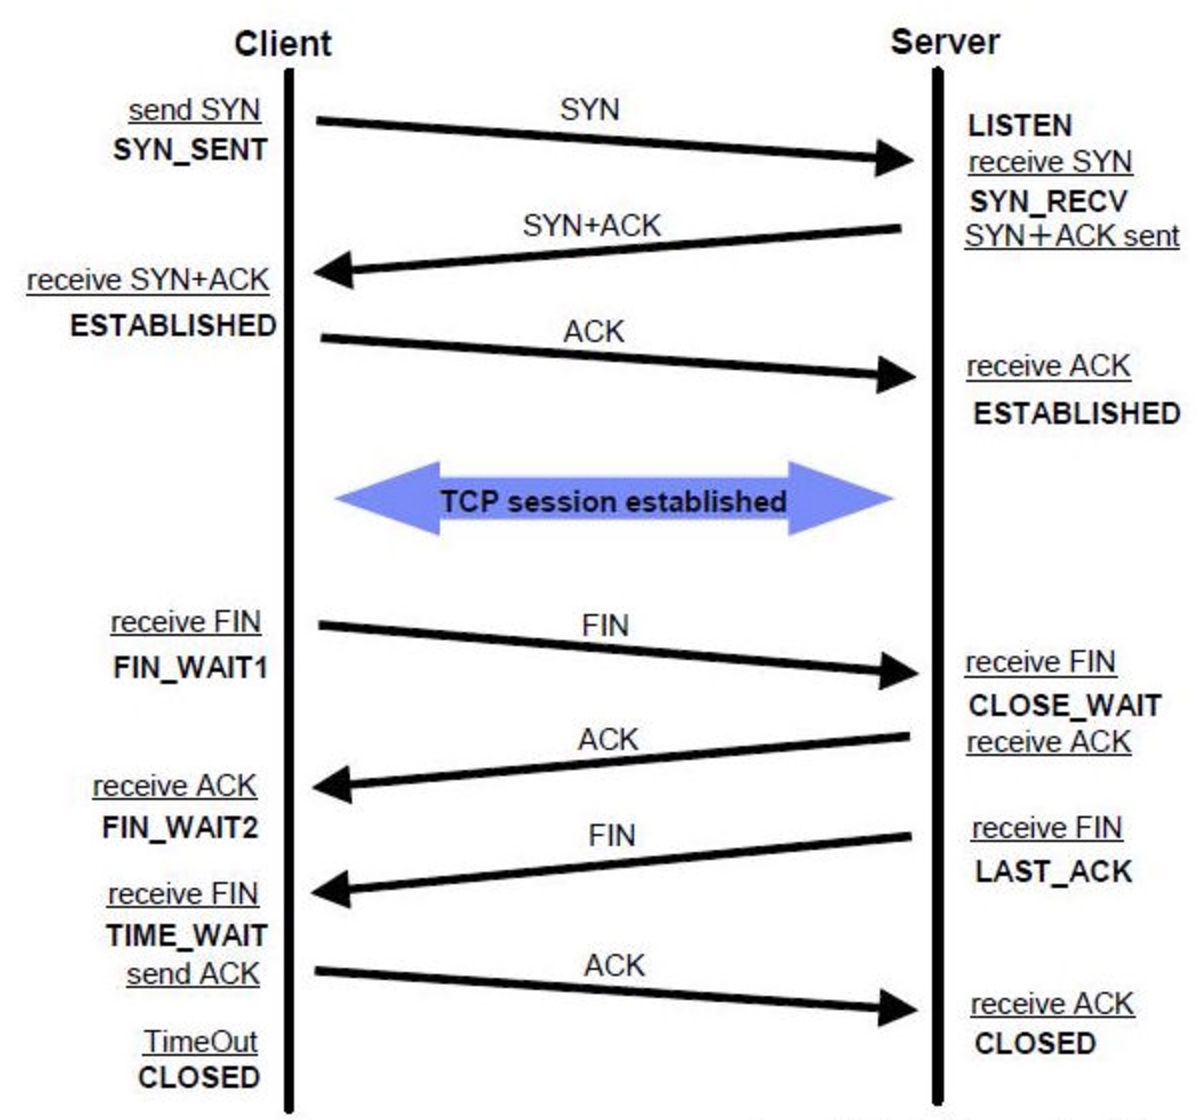 Client
Server
send SYN
SYN
SYN_SENT
LISTEN
receive SYN
SYN_RECV
SYN+ACK
SYN+ACK sent
receive SYN+ACK
ESTABLISHED
ACK
receive ACK
ESTABLISHED
TCP session established
receive FIN
FIN
FIN_WAIT1
receive FIN
CLOSE_WAIT
ACK
receive ACK
receive ACK
FIN_WAIT2
FIN
receive FIN
LAST_ACK
receive FIN
TIME_WAIT
send ACK
ACK
receive ACK
CLOSED
TimeOut
CLOSED